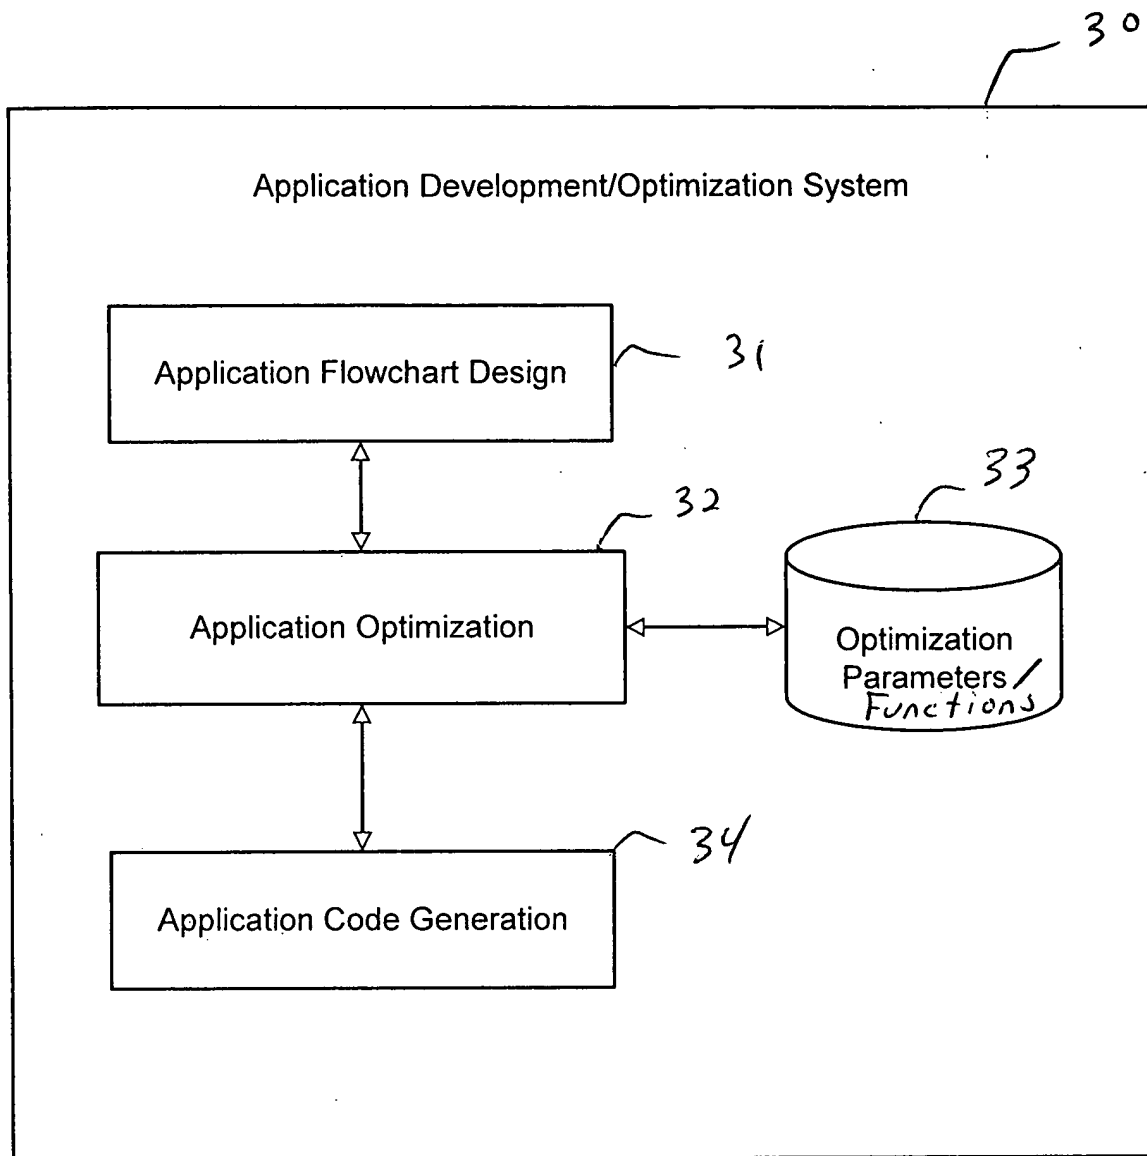 30
Application Development/Optimization System
Application Flowchart Design
31
32
33
Application Optimization
Optimization
Parameters/
Functions
34
Application Code Generation